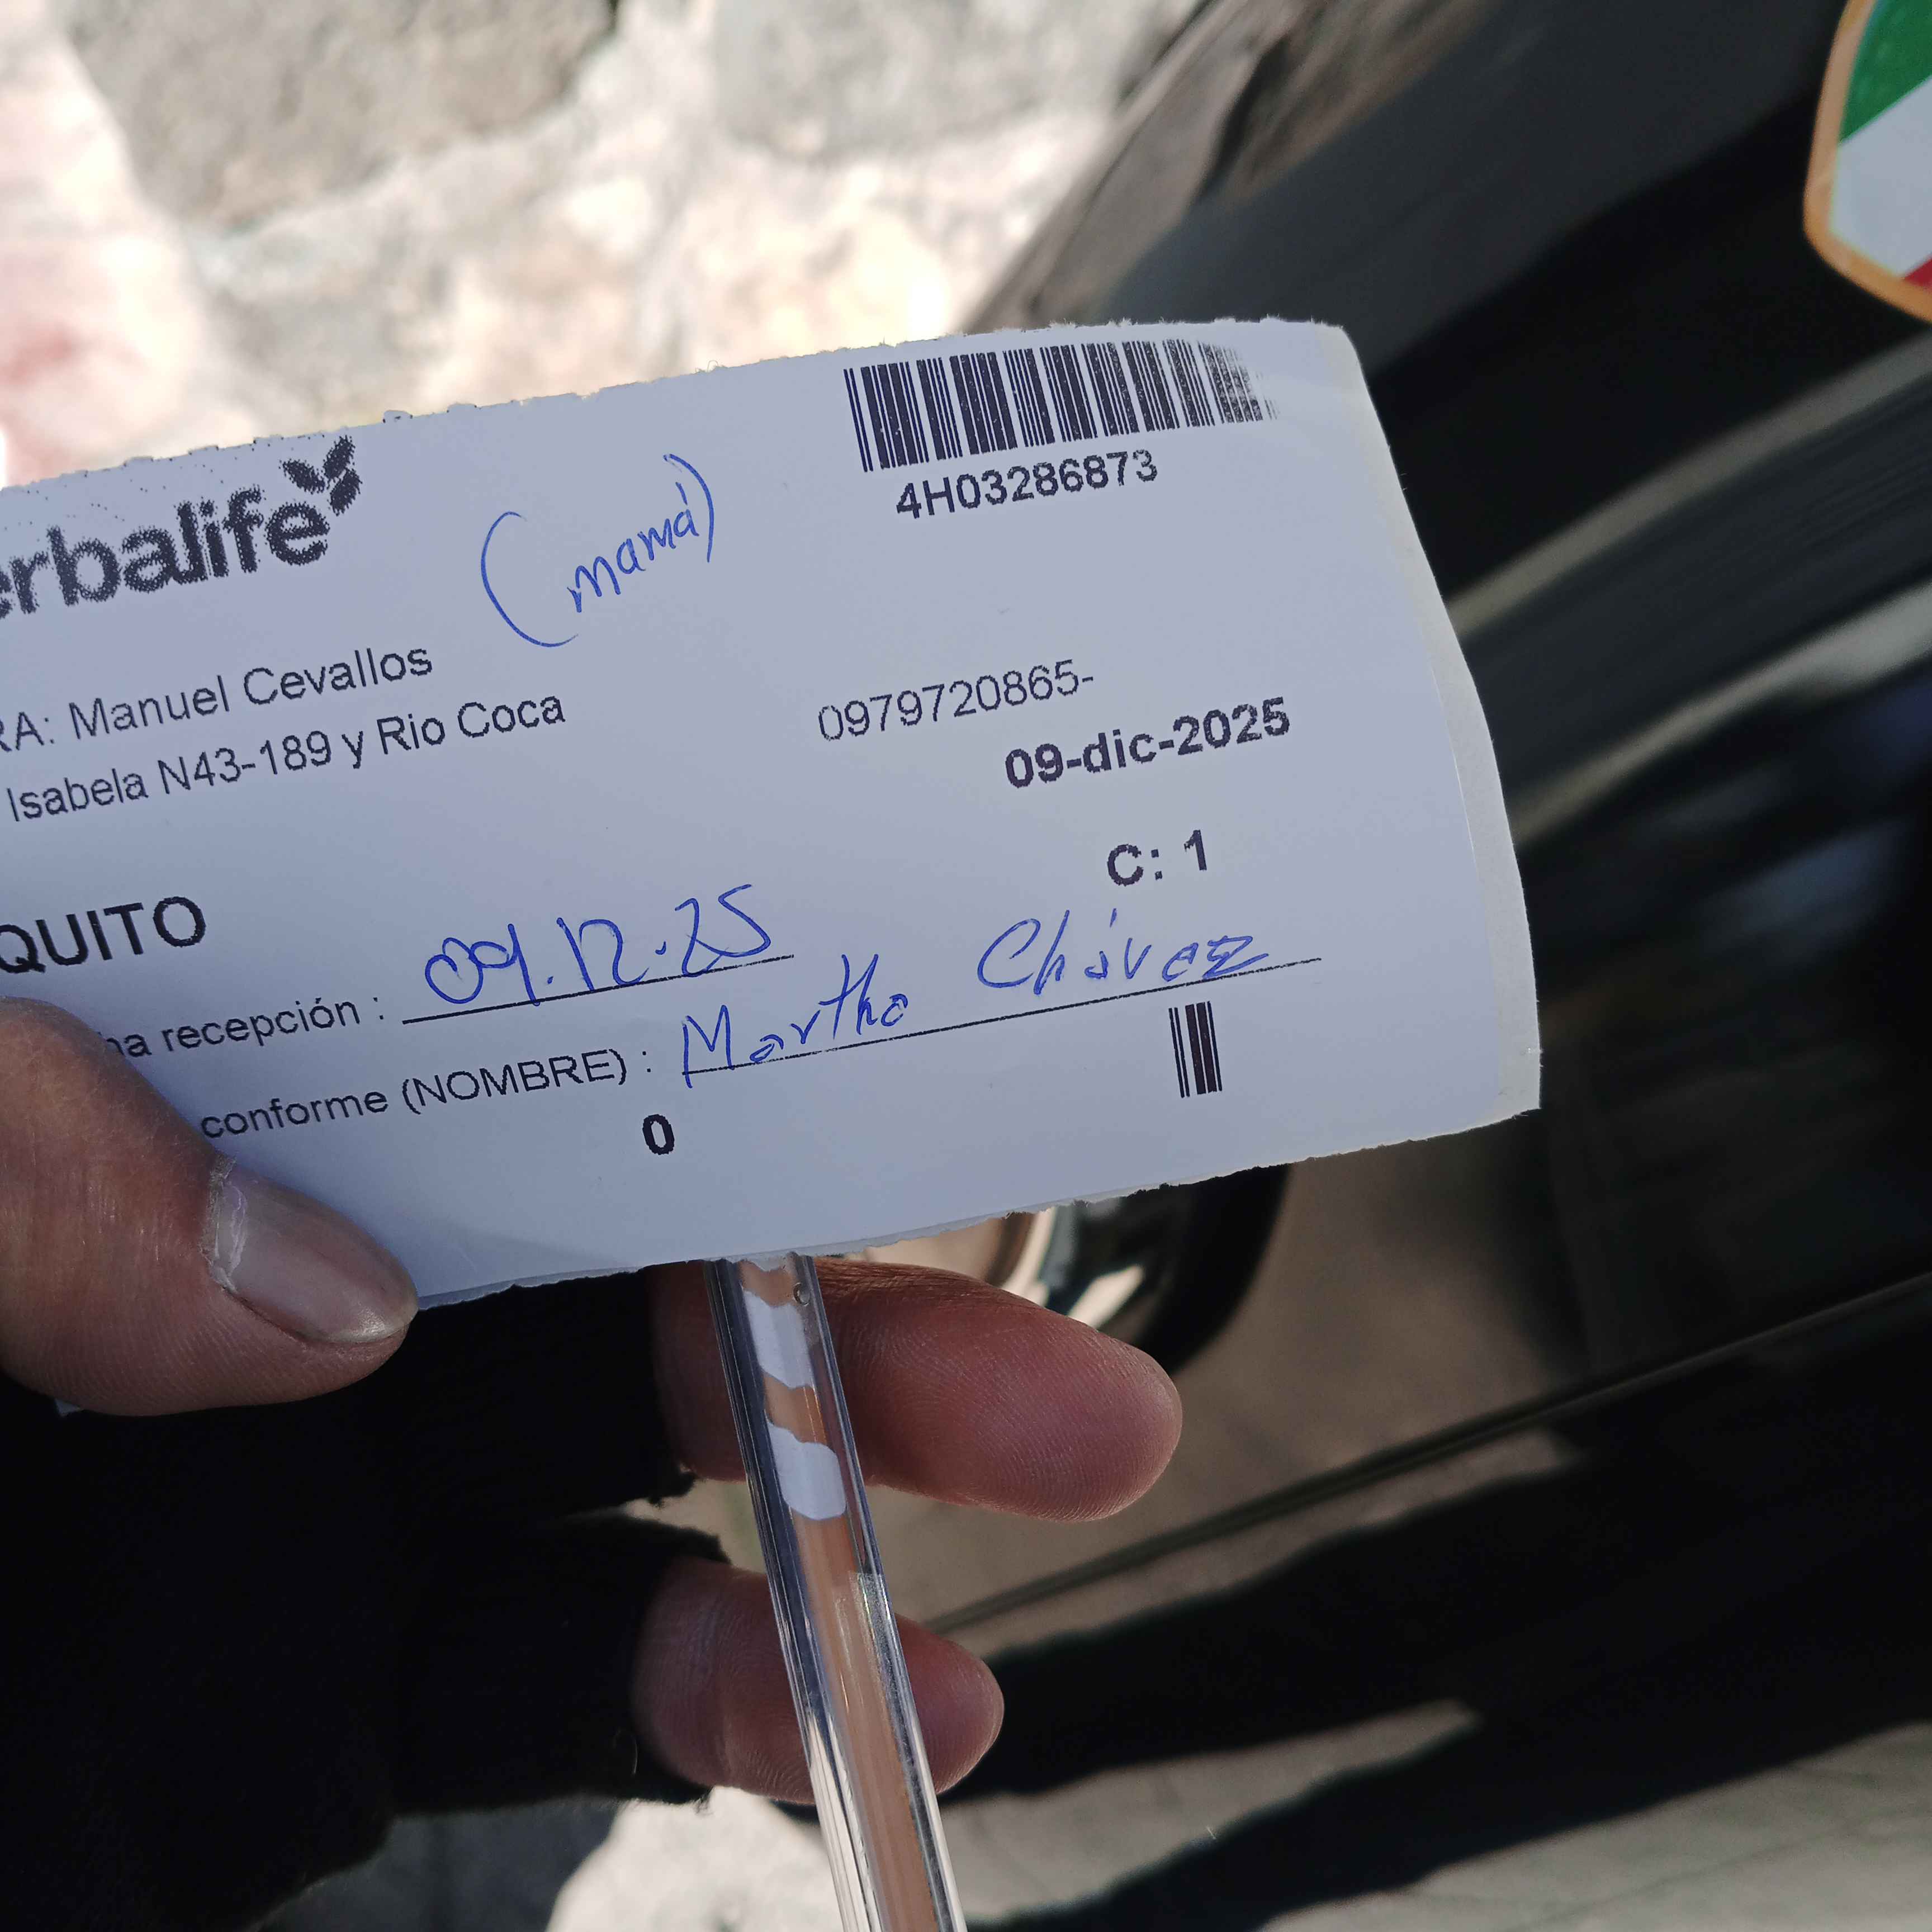 erbalife
(mamá)
4H03286873
RA: Manuel Cevallos
0979720865-
Isabela N43-189 y Rio Coca
09-dic-2025
C: 1
QUITO
ha recepción : 09.12.25
conforme (NOMBRE) : Martha Chávez
0